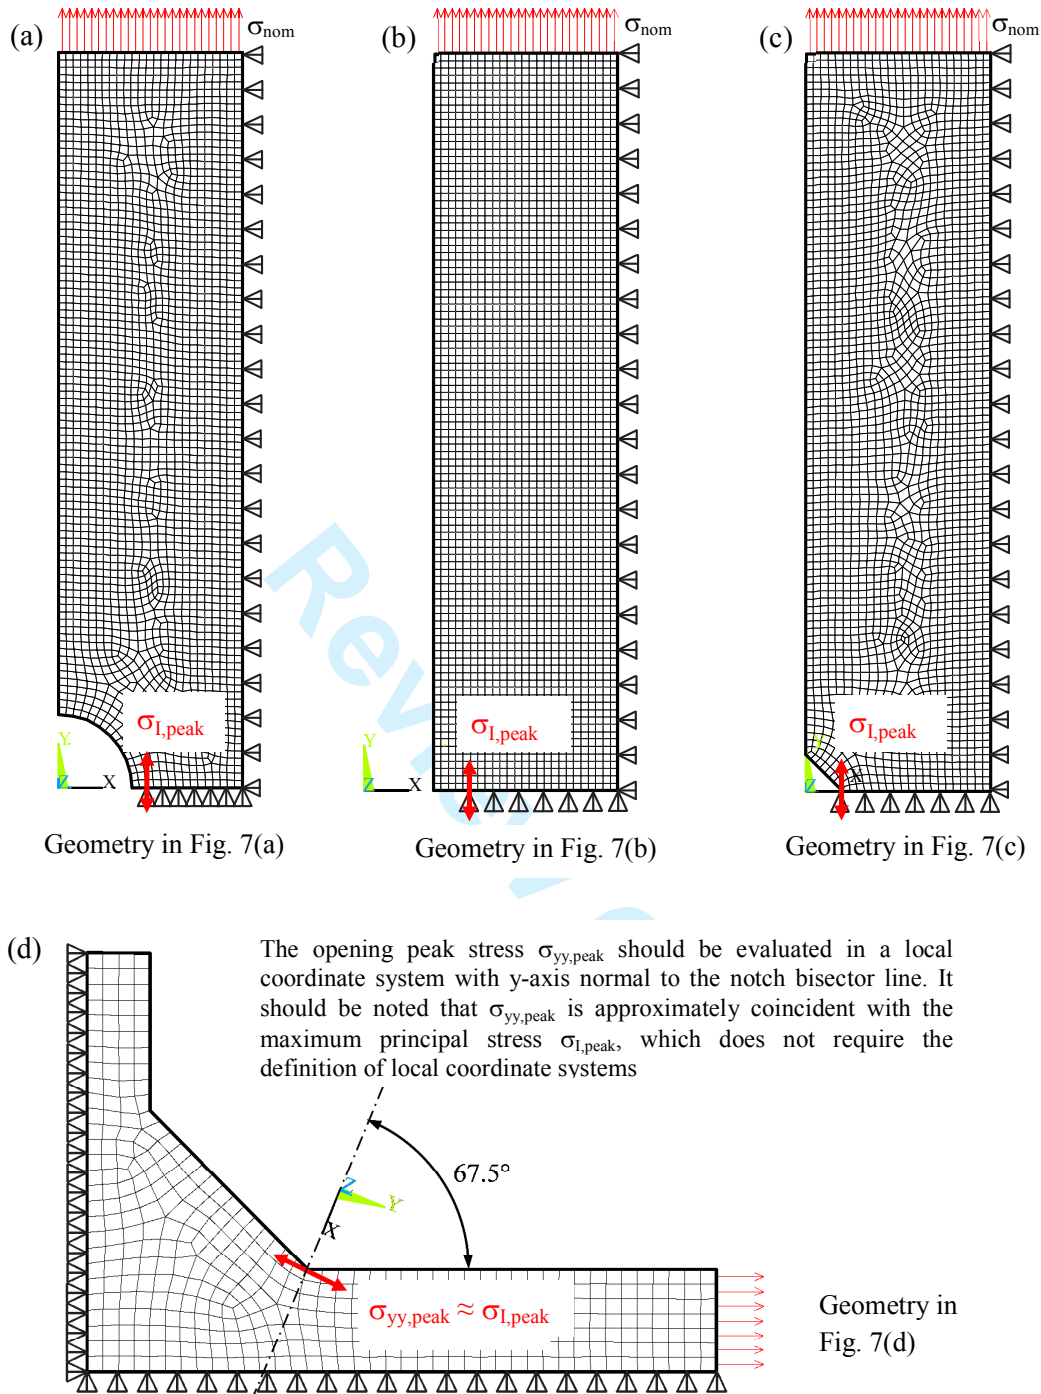 (a)
σnom
(b)
σnom
(c)
σnom
σI,peak
Y
Z
X
σI,peak
Y
Z
X
σI,peak
Y
Z
X
Geometry in Fig. 7(a)
Geometry in Fig. 7(b)
Geometry in Fig. 7(c)
Review
(d)
The opening peak stress σyy,peak should be evaluated in a local
coordinate system with y-axis normal to the notch bisector line. It
should be noted that σyy,peak is approximately coincident with the
maximum principal stress σI,peak, which does not require the
definition of local coordinate systems
67.5°
Z
Y
X
σyy,peak ≈ σI,peak
Geometry in
Fig. 7(d)